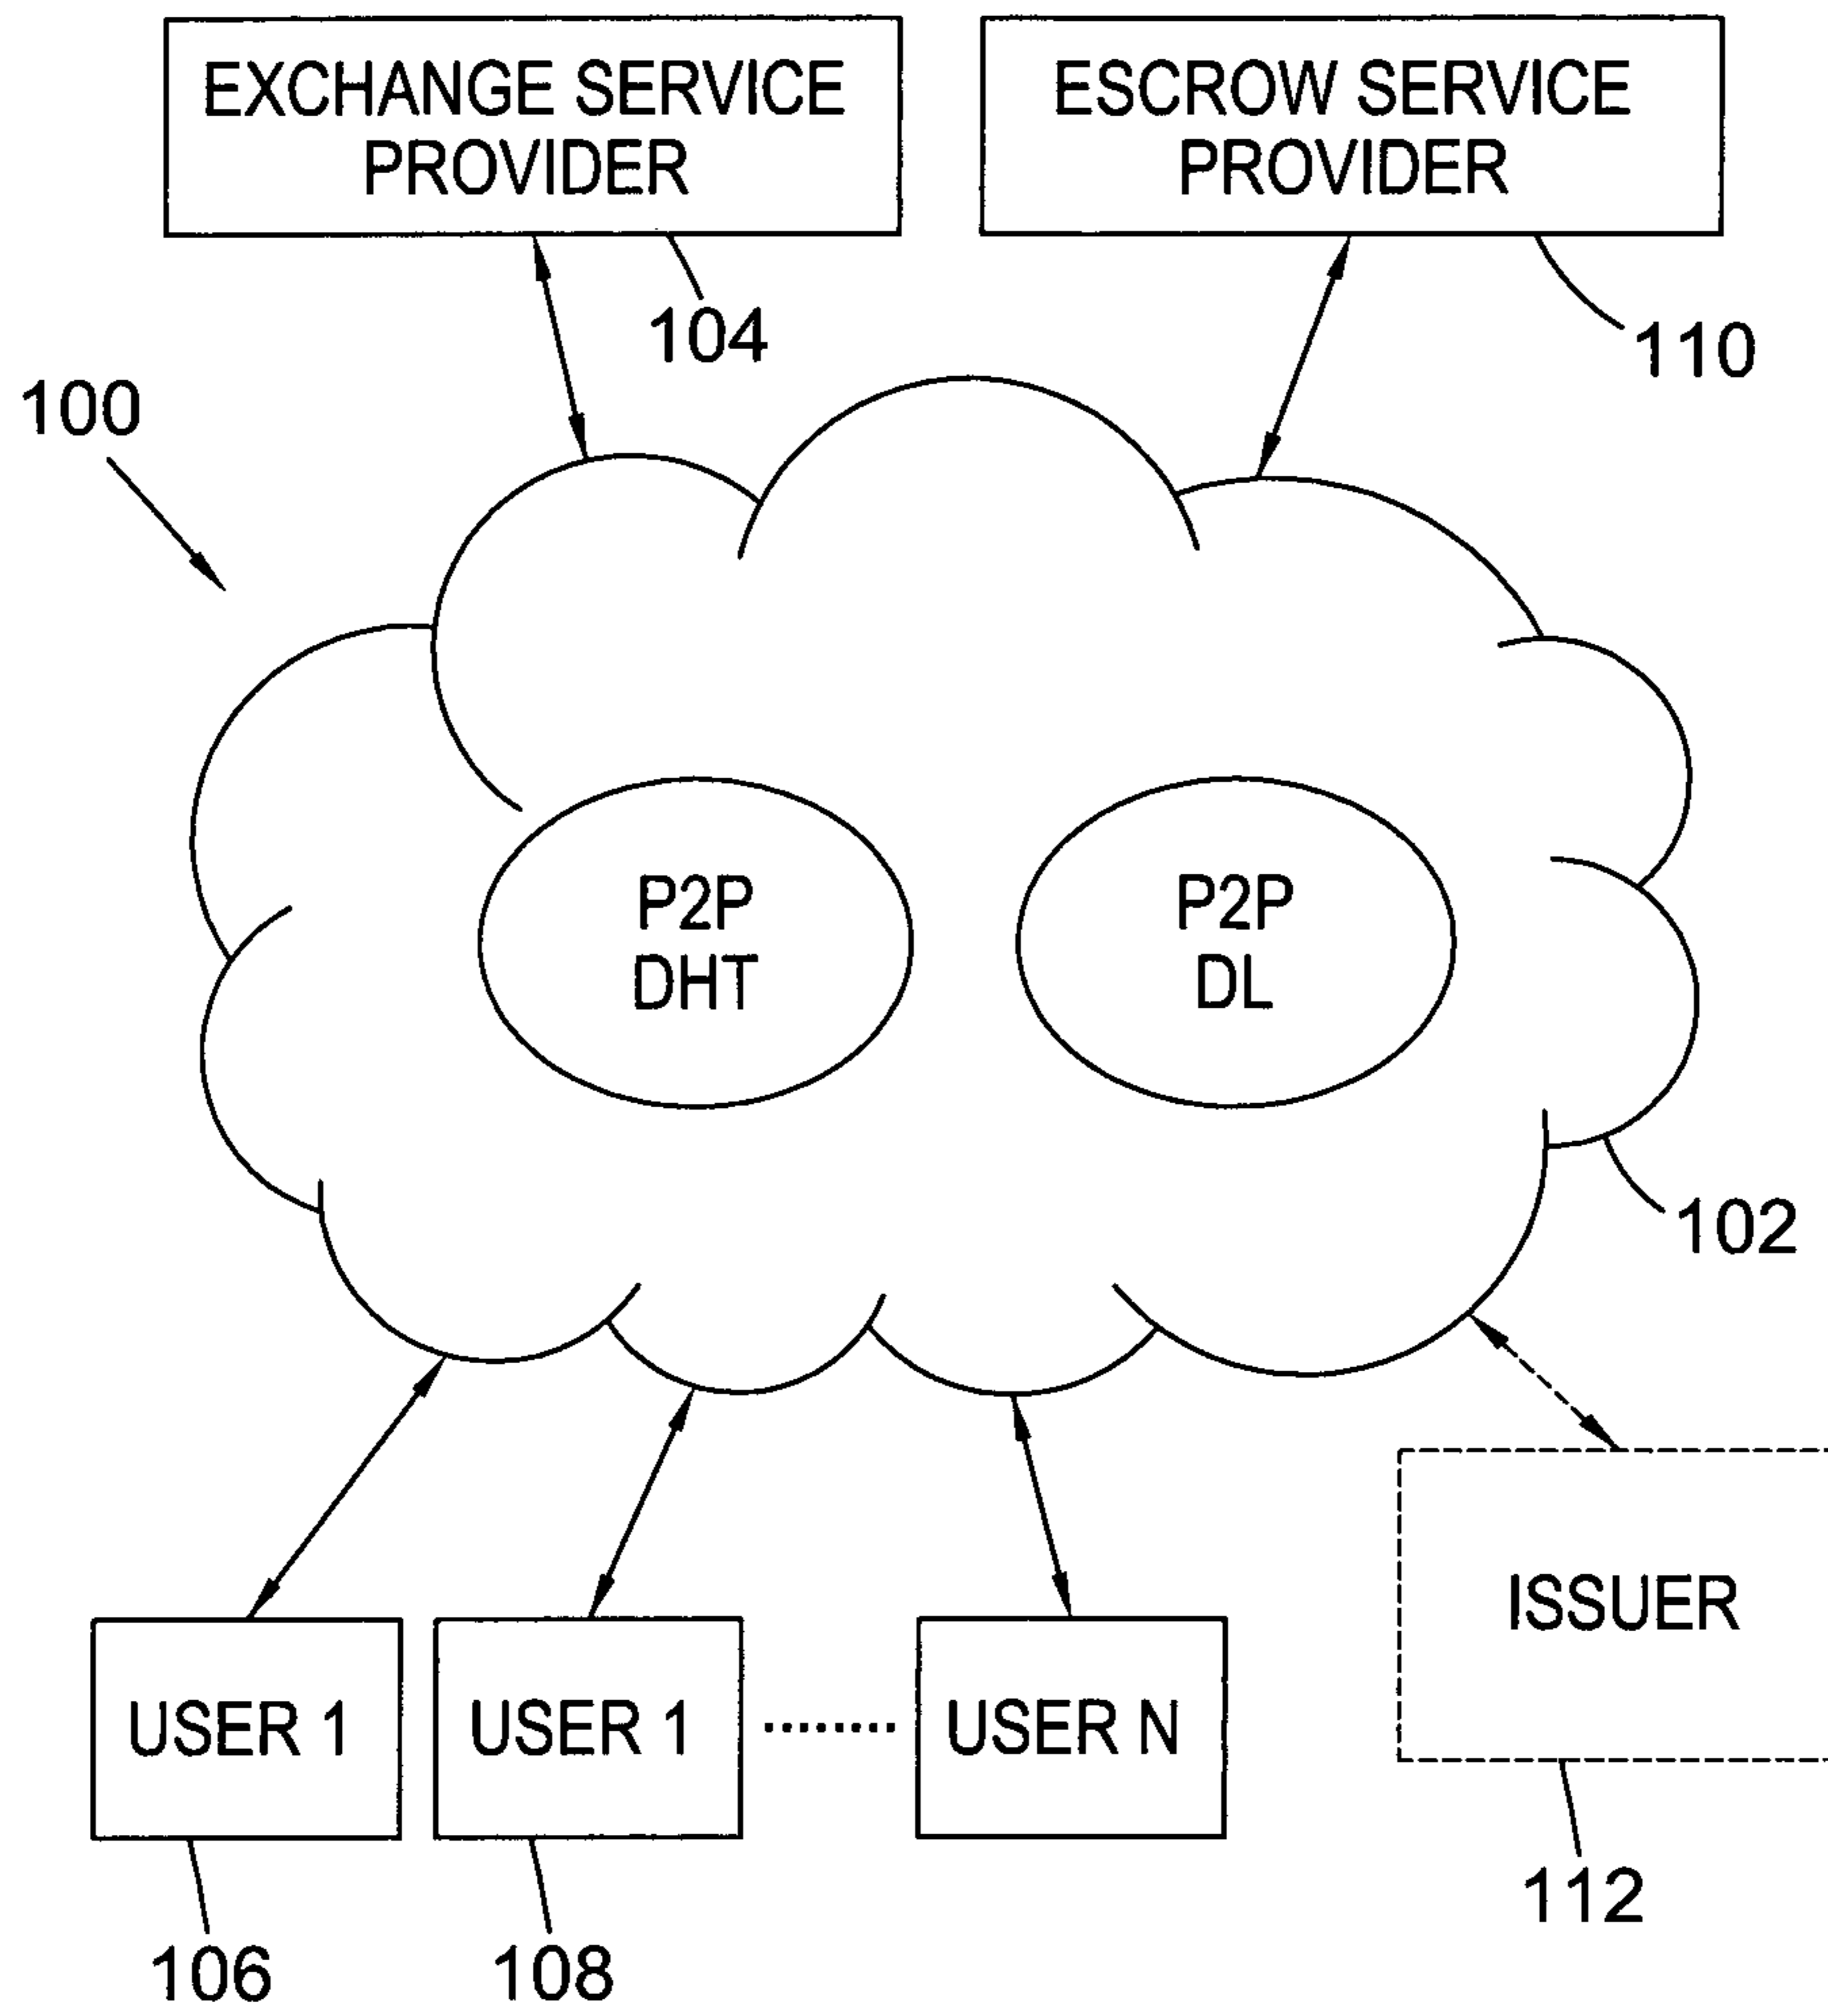 EXCHANGE SERVICE
PROVIDER
ESCROW SERVICE
PROVIDER
104
110
100
P2P
DHT
P2P
DL
102
ISSUER
USER 1
USER 1
USER N
112
106
108